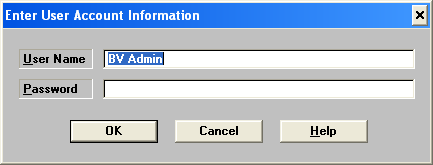 Enter User Account Information
User Name BV Admin
Password
OK Cancel Help